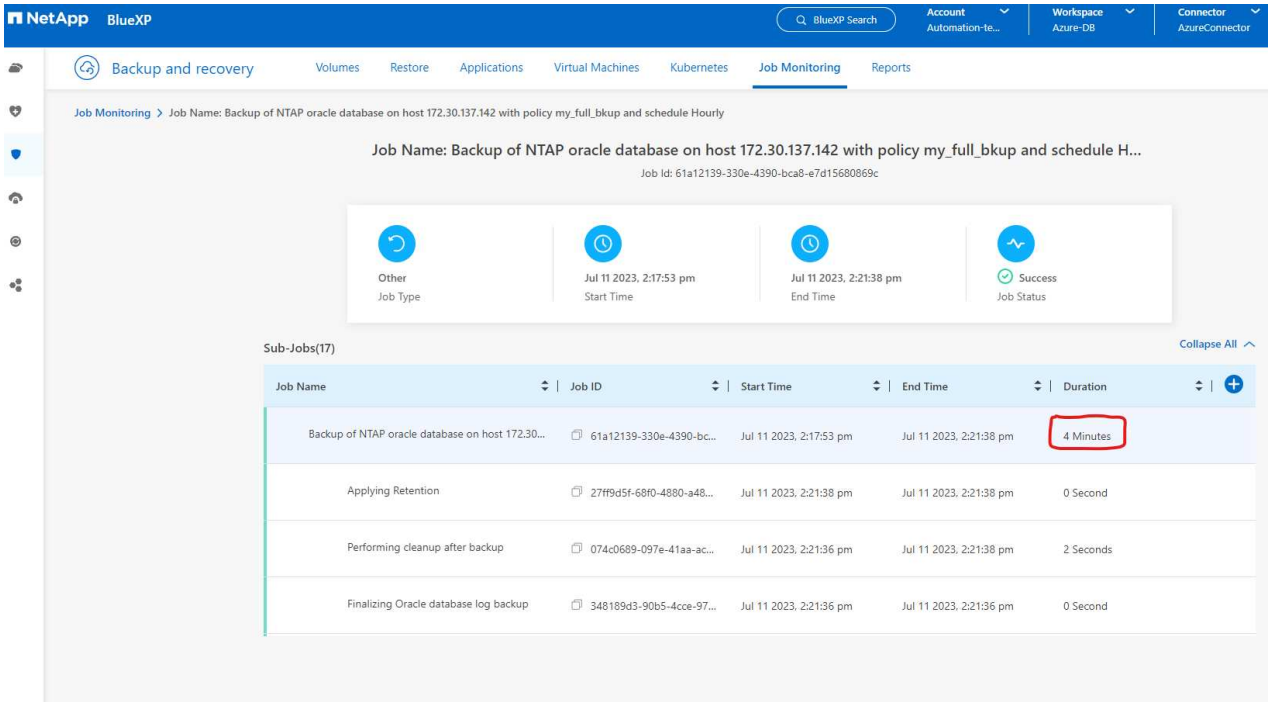 NetApp BlueXP
BlueXP Search
Account
Automation-te...
Workspace
Azure-DB
Connector
AzureConnector
Backup and recovery
Volumes Restore Applications Virtual Machines Kubernetes Job Monitoring Reports
Job Monitoring > Job Name: Backup of NTAP oracle database on host 172.30.137.142 with policy my_full_bkup and schedule Hourly
Job Name: Backup of NTAP oracle database on host 172.30.137.142 with policy my_full_bkup and schedule H...
Job Id: 61a12139-330e-4390-bca8-e7d15680869c
Other
Job Type
Jul 11 2023, 2:17:53 pm
Start Time
Jul 11 2023, 2:21:38 pm
End Time
Success
Job Status
Sub-Jobs(17)
Collapse All
Job Name Job ID Start Time End Time Duration
Backup of NTAP oracle database on host 172.30... 61a12139-330e-4390-bc... Jul 11 2023, 2:17:53 pm Jul 11 2023, 2:21:38 pm 4 Minutes
Applying Retention 27ff9d5f-68f0-4880-a48... Jul 11 2023, 2:21:38 pm Jul 11 2023, 2:21:38 pm 0 Second
Performing cleanup after backup 074c0689-097e-41aa-ac... Jul 11 2023, 2:21:36 pm Jul 11 2023, 2:21:38 pm 2 Seconds
Finalizing Oracle database log backup 348189d3-90b5-4cce-97... Jul 11 2023, 2:21:36 pm Jul 11 2023, 2:21:36 pm 0 Second